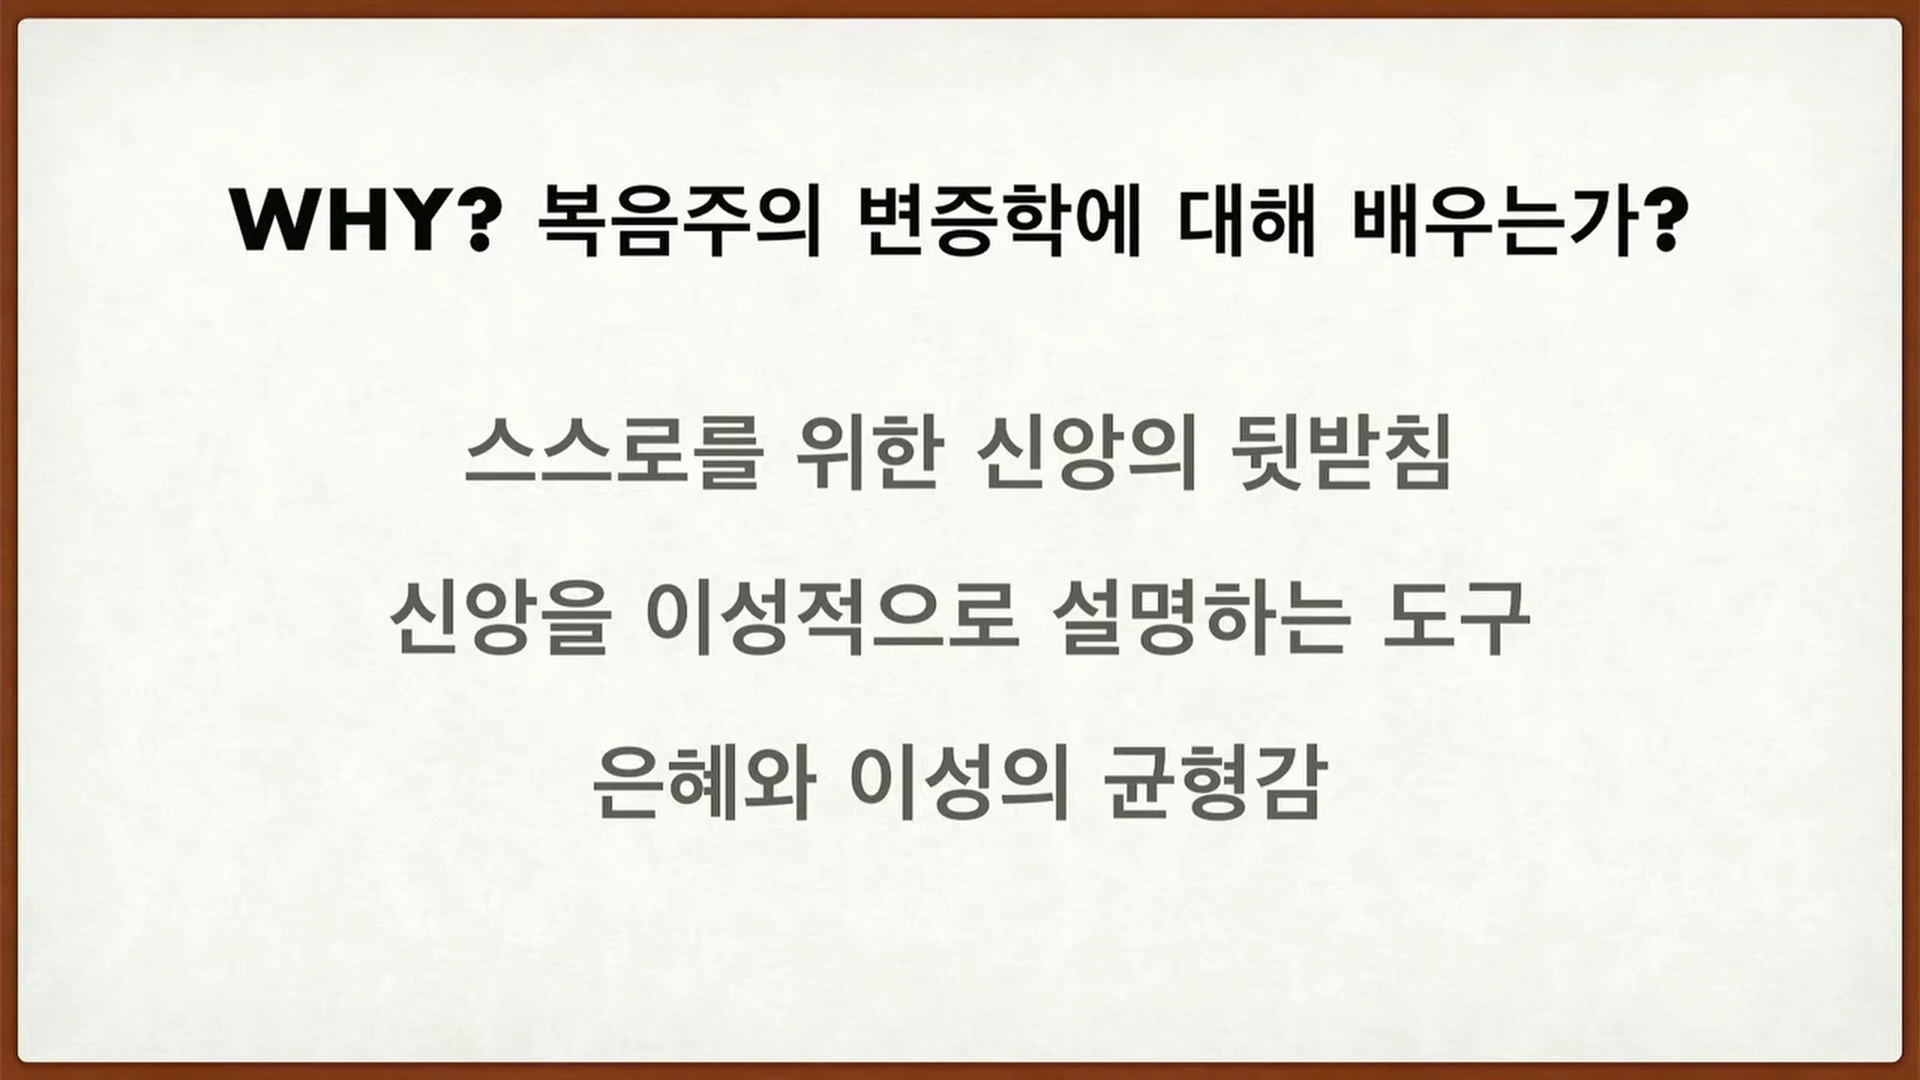 WHY? 복음주의 변증학에 대해 배우는가?
스스로를 위한 신앙의 뒷받침
신앙을 이성적으로 설명하는 도구
은혜와 이성의 균형감